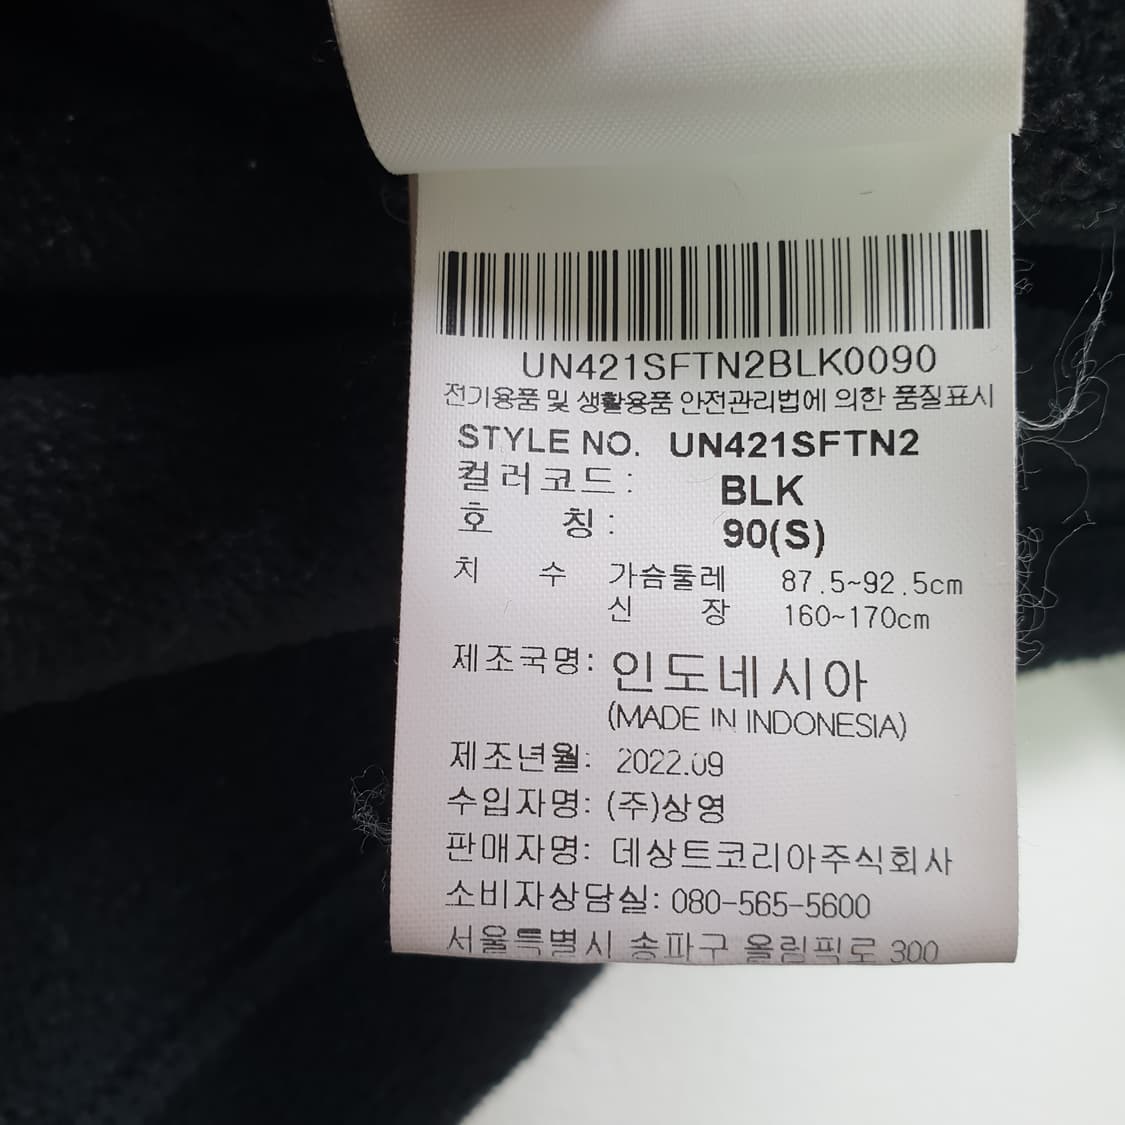 UN421SFTN2BLK0090
전기용품 및 생활용품 안전관리법에 의한 품질표시
STYLE NO. UN421SFTN2
컬러코드: BLK
호 칭: 90(S)
치 수 가슴둘레 87.5~92.5cm
신 장 160~170cm
제조국명: 인도네시아
(MADE IN INDONESIA)
제조년월: 2022.09
수입자명: (주)상영
판매자명: 데상트코리아주식회사
소비자상담실: 080-565-5600
서울특별시 송파구 올림픽로 300